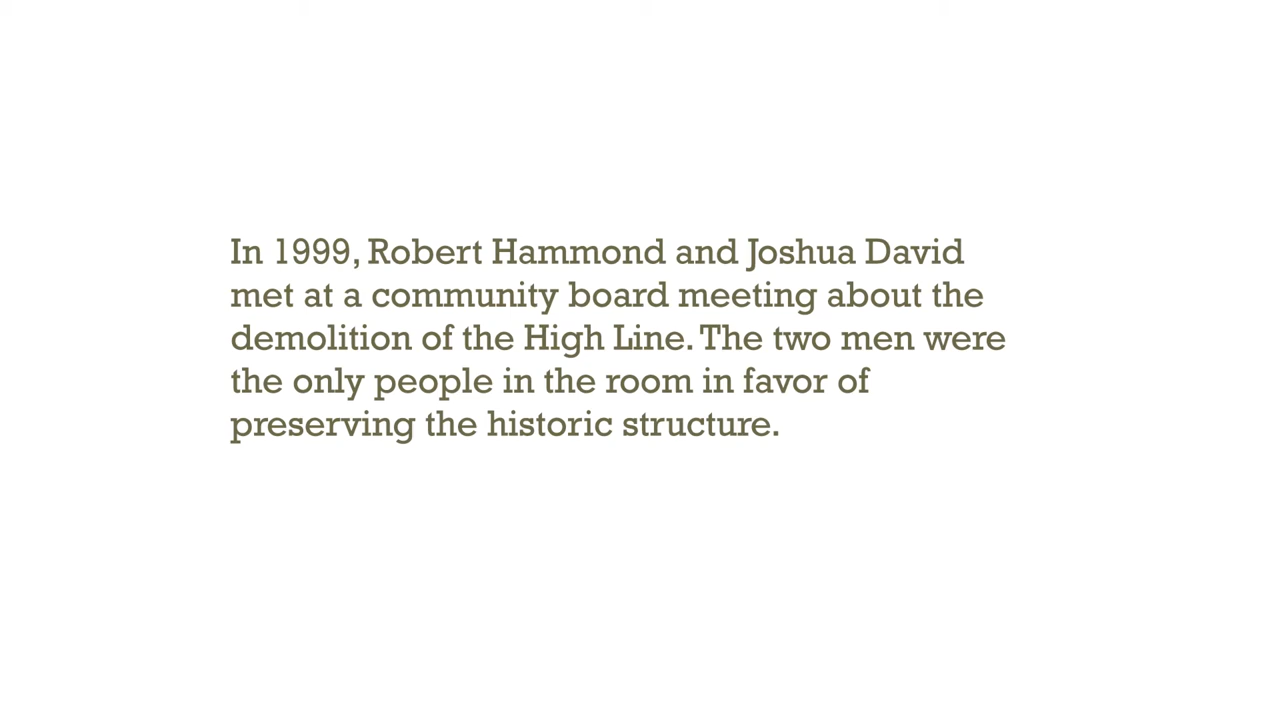 In 1999, Robert Hammond and Joshua David
met at a community board meeting about the
demolition of the High Line. The two men were
the only people in the room in favor of
preserving the historic structure.